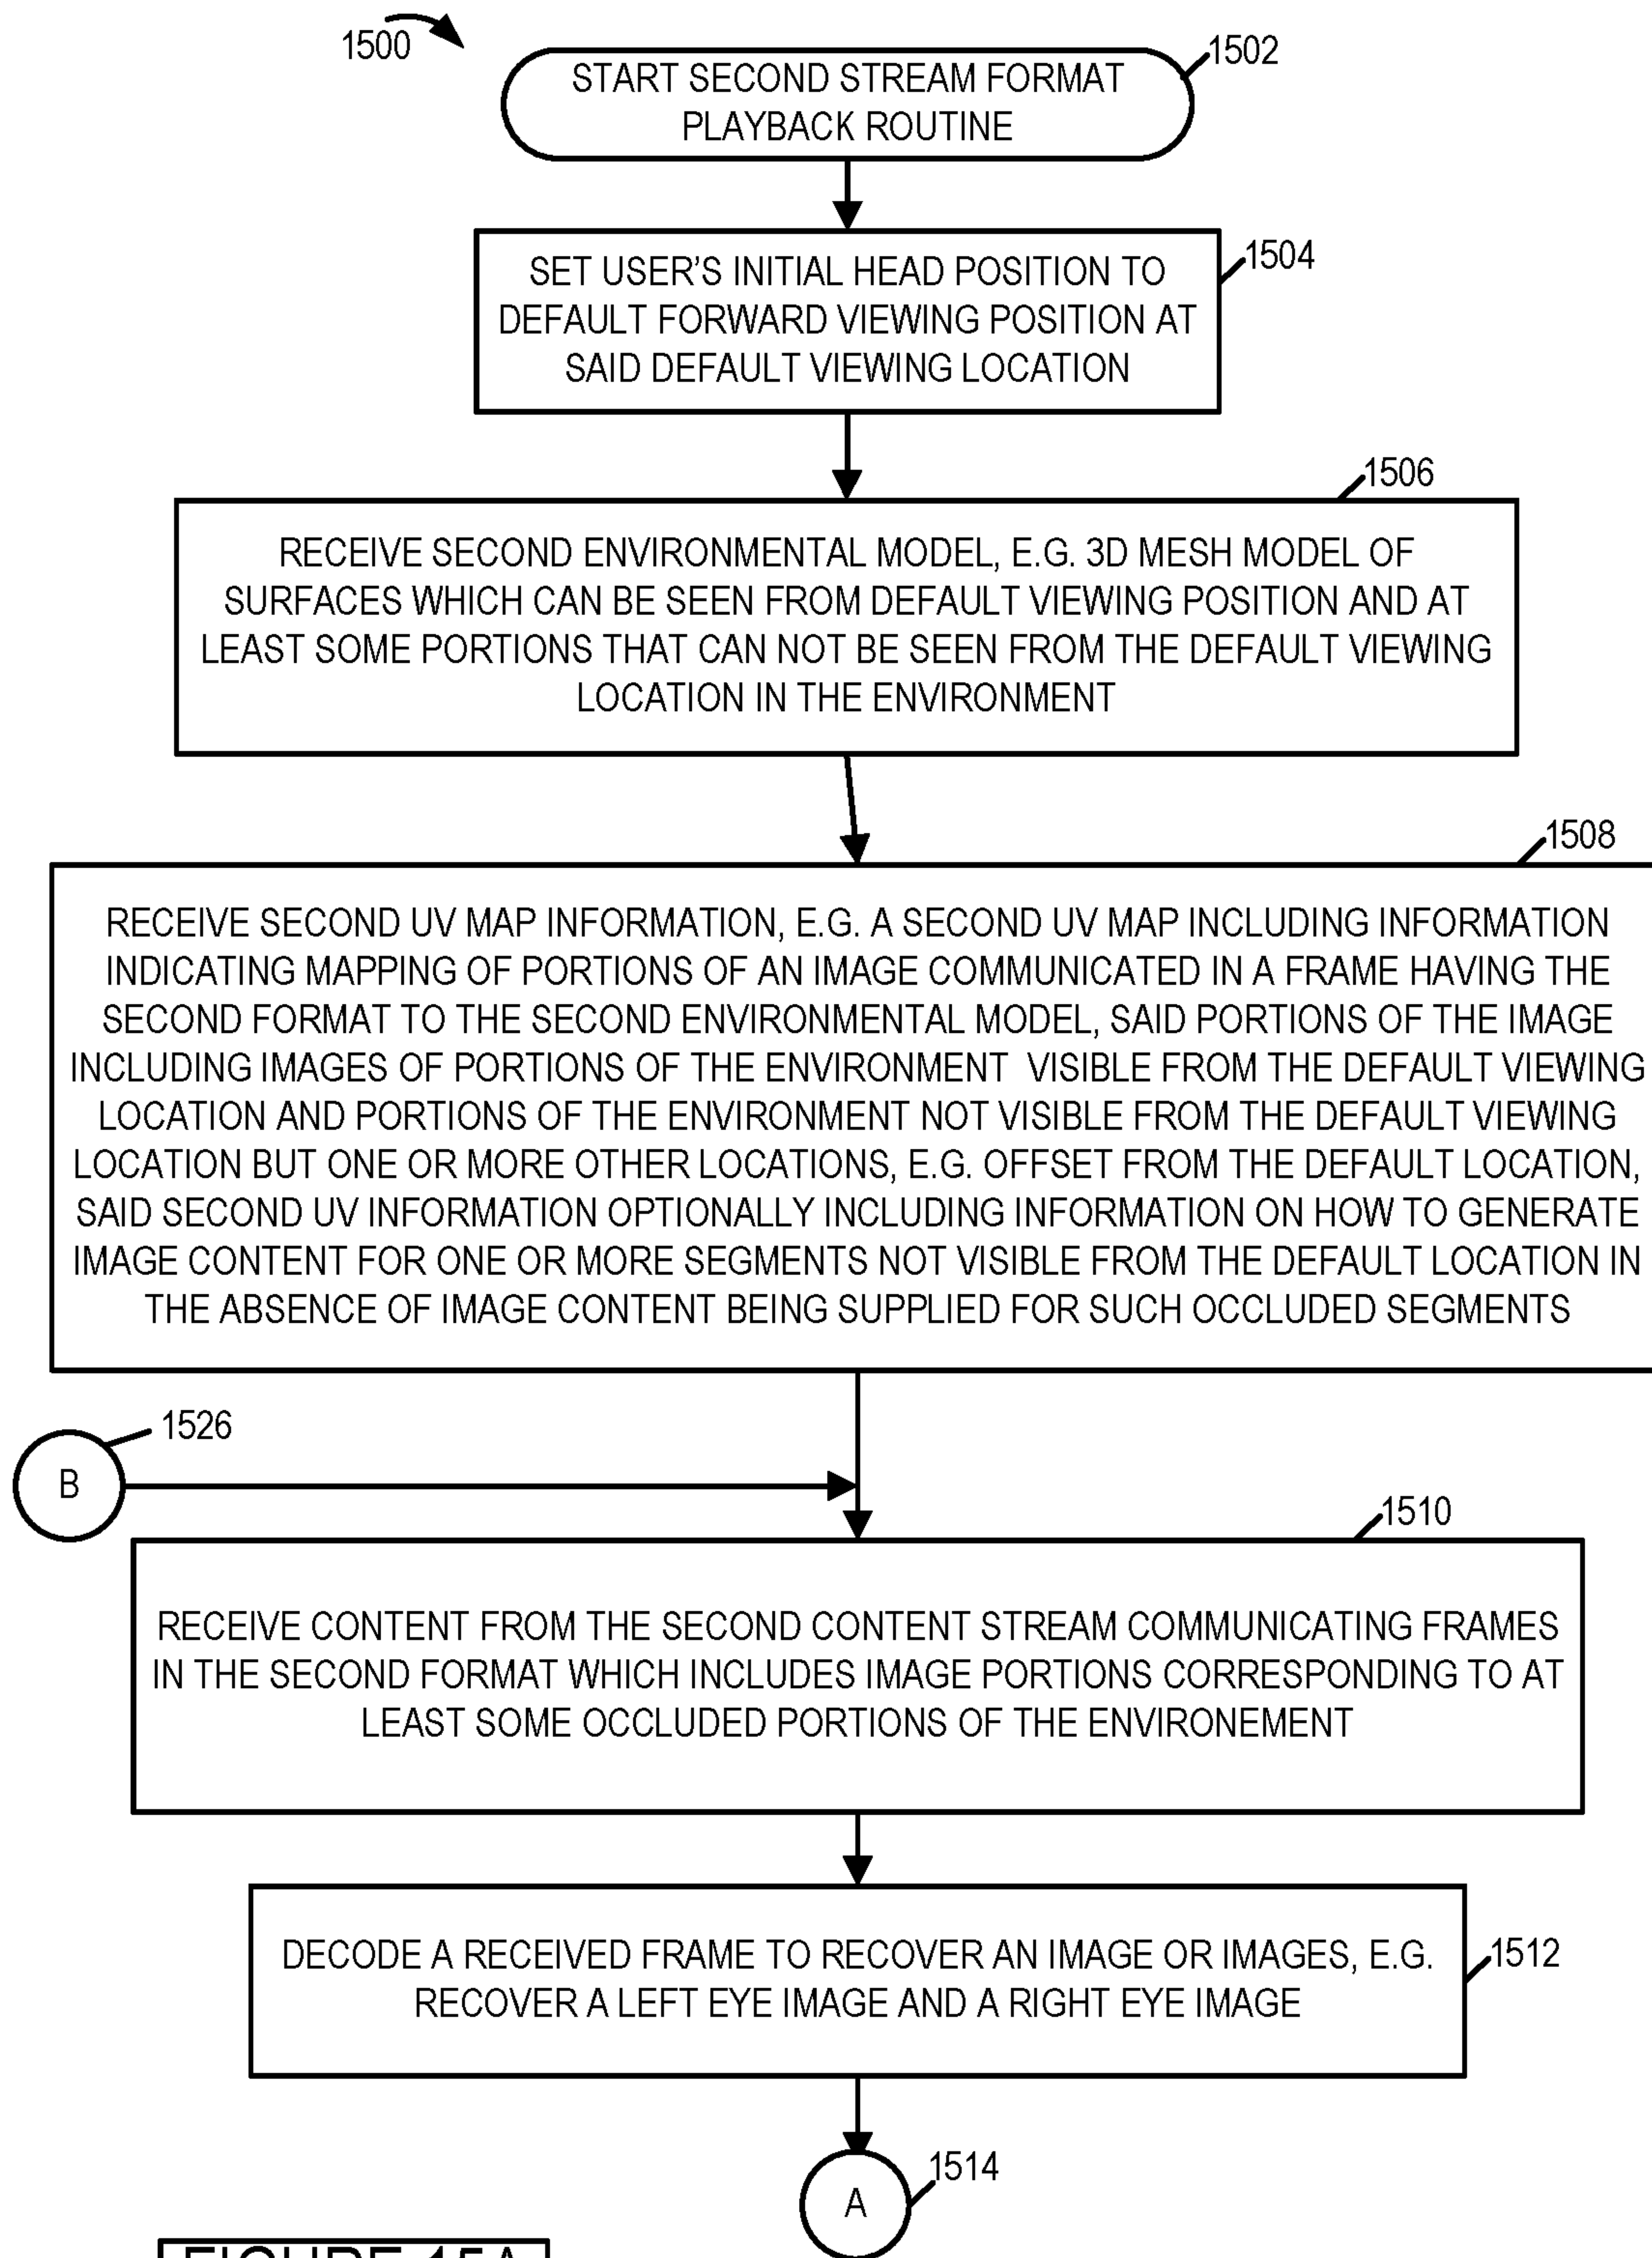 1500
1502
START SECOND STREAM FORMAT
PLAYBACK ROUTINE
1504
SET USER'S INITIAL HEAD POSITION TO
DEFAULT FORWARD VIEWING POSITION AT
SAID DEFAULT VIEWING LOCATION
1506
RECEIVE SECOND ENVIRONMENTAL MODEL, E.G. 3D MESH MODEL OF
SURFACES WHICH CAN BE SEEN FROM DEFAULT VIEWING POSITION AND AT
LEAST SOME PORTIONS THAT CAN NOT BE SEEN FROM THE DEFAULT VIEWING
LOCATION IN THE ENVIRONMENT
1508
RECEIVE SECOND UV MAP INFORMATION, E.G. A SECOND UV MAP INCLUDING INFORMATION
INDICATING MAPPING OF PORTIONS OF AN IMAGE COMMUNICATED IN A FRAME HAVING THE
SECOND FORMAT TO THE SECOND ENVIRONMENTAL MODEL, SAID PORTIONS OF THE IMAGE
INCLUDING IMAGES OF PORTIONS OF THE ENVIRONMENT VISIBLE FROM THE DEFAULT VIEWING
LOCATION AND PORTIONS OF THE ENVIRONMENT NOT VISIBLE FROM THE DEFAULT VIEWING
LOCATION BUT ONE OR MORE OTHER LOCATIONS, E.G. OFFSET FROM THE DEFAULT LOCATION,
SAID SECOND UV INFORMATION OPTIONALLY INCLUDING INFORMATION ON HOW TO GENERATE
IMAGE CONTENT FOR ONE OR MORE SEGMENTS NOT VISIBLE FROM THE DEFAULT LOCATION IN
THE ABSENCE OF IMAGE CONTENT BEING SUPPLIED FOR SUCH OCCLUDED SEGMENTS
1526
B
1510
RECEIVE CONTENT FROM THE SECOND CONTENT STREAM COMMUNICATING FRAMES
IN THE SECOND FORMAT WHICH INCLUDES IMAGE PORTIONS CORRESPONDING TO AT
LEAST SOME OCCLUDED PORTIONS OF THE ENVIRONEMENT
DECODE A RECEIVED FRAME TO RECOVER AN IMAGE OR IMAGES, E.G.
RECOVER A LEFT EYE IMAGE AND A RIGHT EYE IMAGE
1512
1514
A
FIGURE 15A